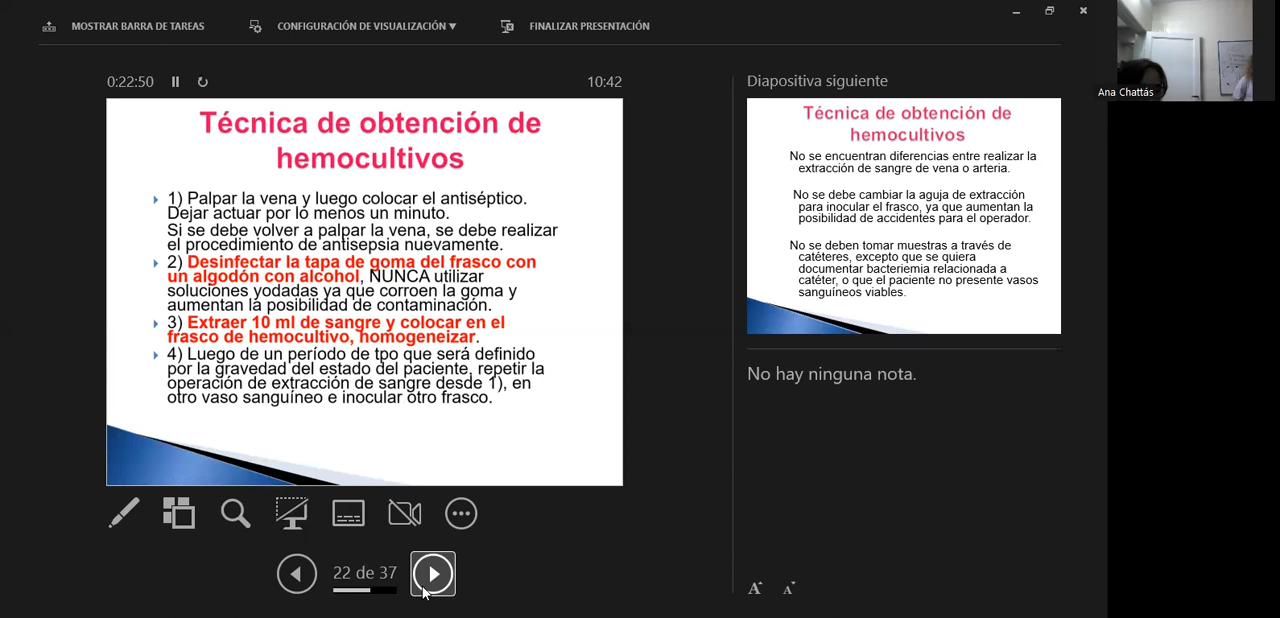 MOSTRAR BARRA DE TAREAS
CONFIGURACIÓN DE VISUALIZACIÓN ▼
FINALIZAR PRESENTACIÓN
0:22:50
10:42
Técnica de obtención de
hemocultivos
1) Palpar la vena y luego colocar el antiséptico.
Dejar actuar por lo menos un minuto.
Si se debe volver a palpar la vena, se debe realizar
el procedimiento de antisepsia nuevamente.
2) Desinfectar la tapa de goma del frasco con
un algodón con alcohol, NUNCA utilizar
soluciones yodadas ya que corroen la goma y
aumentan la posibilidad de contaminación.
3) Extraer 10 ml de sangre y colocar en el
frasco de hemocultivo, homogeneizar.
4) Luego de un período de tpo que será definido
por la gravedad del estado del paciente, repetir la
operación de extracción de sangre desde 1), en
otro vaso sanguíneo e inocular otro frasco.
22 de 37
Diapositiva siguiente
Técnica de obtención de
hemocultivos
No se encuentran diferencias entre realizar la
extracción de sangre de vena o arteria.
No se debe cambiar la aguja de extracción
para inocular el frasco, ya que aumentan la
posibilidad de accidentes para el operador.
No se deben tomar muestras a través de
catéteres, excepto que se quiera
documentar bacteriemia relacionada a
catéter, o que el paciente no presente vasos
sanguíneos viables.
No hay ninguna nota.
A A
Ana Chattás